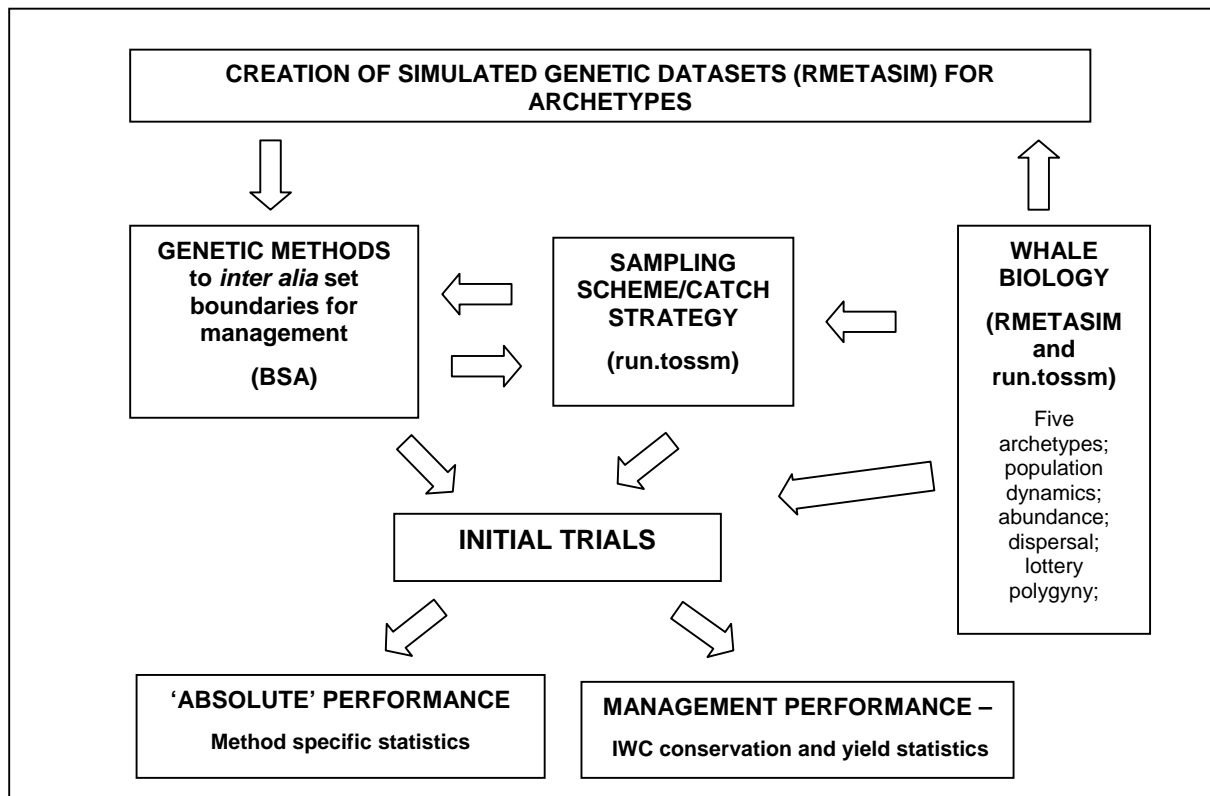 CREATION OF SIMULATED GENETIC DATASETS (RMETASIM) FOR
ARCHETYPES
GENETIC METHODS
to inter alia set
boundaries for
management
(BSA)
SAMPLING
SCHEME/CATCH
STRATEGY
(run.tossm)
WHALE
BIOLOGY
(RMETASIM
and
run.tossm)
Five
archetypes;
population
dynamics;
abundance;
dispersal;
lottery
polygyny;
INITIAL TRIALS
‘ABSOLUTE’ PERFORMANCE
Method specific statistics
MANAGEMENT PERFORMANCE –
IWC conservation and yield statistics